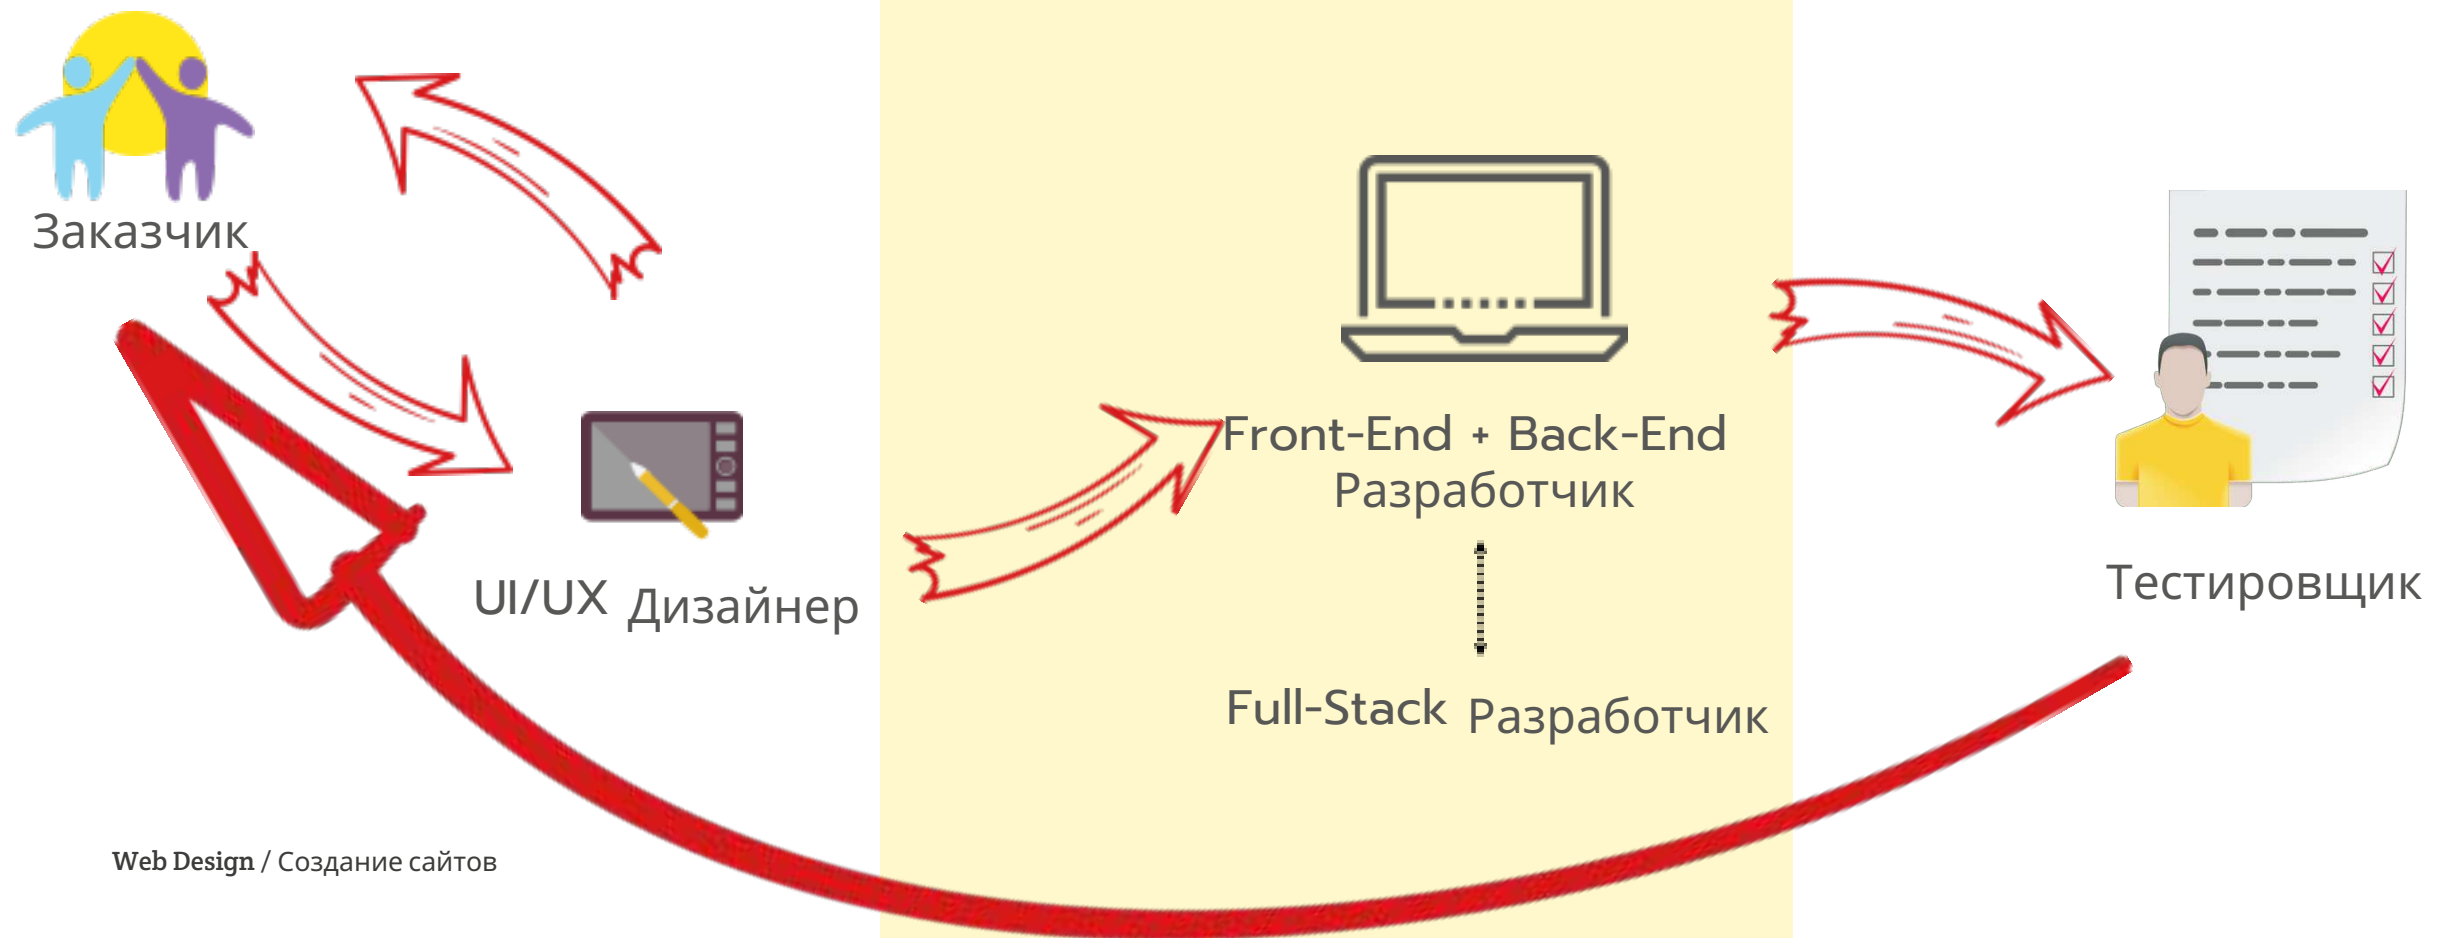 Заказчик
UI/UX Дизайнер
Front-End + Back-End
Разработчик
Full-Stack Разработчик
Тестировщик
Web Design / Создание сайтов